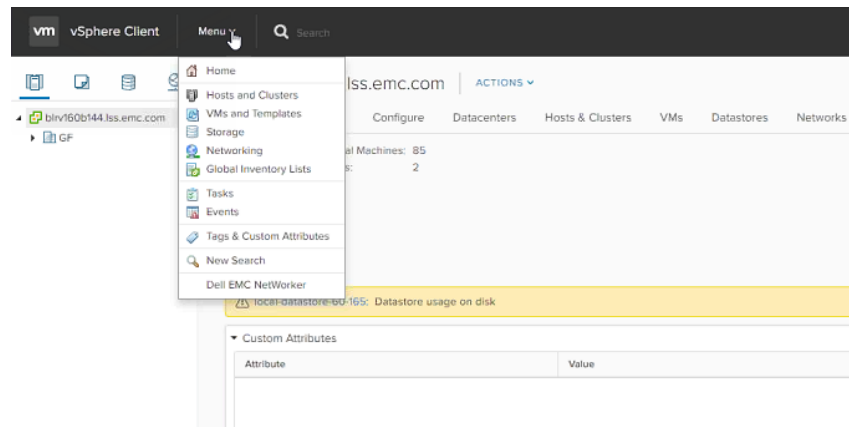 vm vSphere Client Menu Search
lss.emc.com ACTIONS
blrv160b144.lss.emc.com
GF
Home
Hosts and Clusters
VMs and Templates
Storage
Networking
Global Inventory Lists
Tasks
Events
Tags & Custom Attributes
New Search
Dell EMC NetWorker
Configure Datacenters Hosts & Clusters VMs Datastores Networks
al Machines: 85
s: 2
local-datastore-60-165: Datastore usage on disk
Custom Attributes
Attribute Value